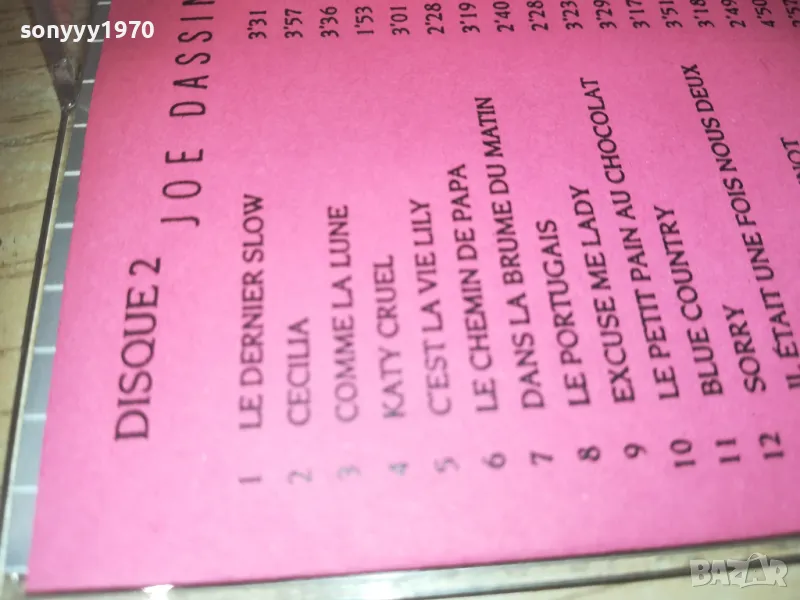 sonyyy1970
DISQUE 2
JOE DASSIN
1 LE DERNIER SLOW 3'31
2 CECILIA 3'57
3 COMME LA LUNE 3'36
4 KATY CRUEL 1'53
5 C'EST LA VIE LILY 3'01
6 LE CHEMIN DE PAPA 2'28
7 DANS LA BRUME DU MATIN 3'19
8 LE PORTUGAIS 2'40
9 EXCUSE ME LADY 2'28
10 LE PETIT PAIN AU CHOCOLAT 3'23
11 BLUE COUNTRY 3'29
12 SORRY 3'17
IL ÉTAIT UNE FOIS NOUS DEUX 3'51
3'18
2'49
4'50
BAZAR